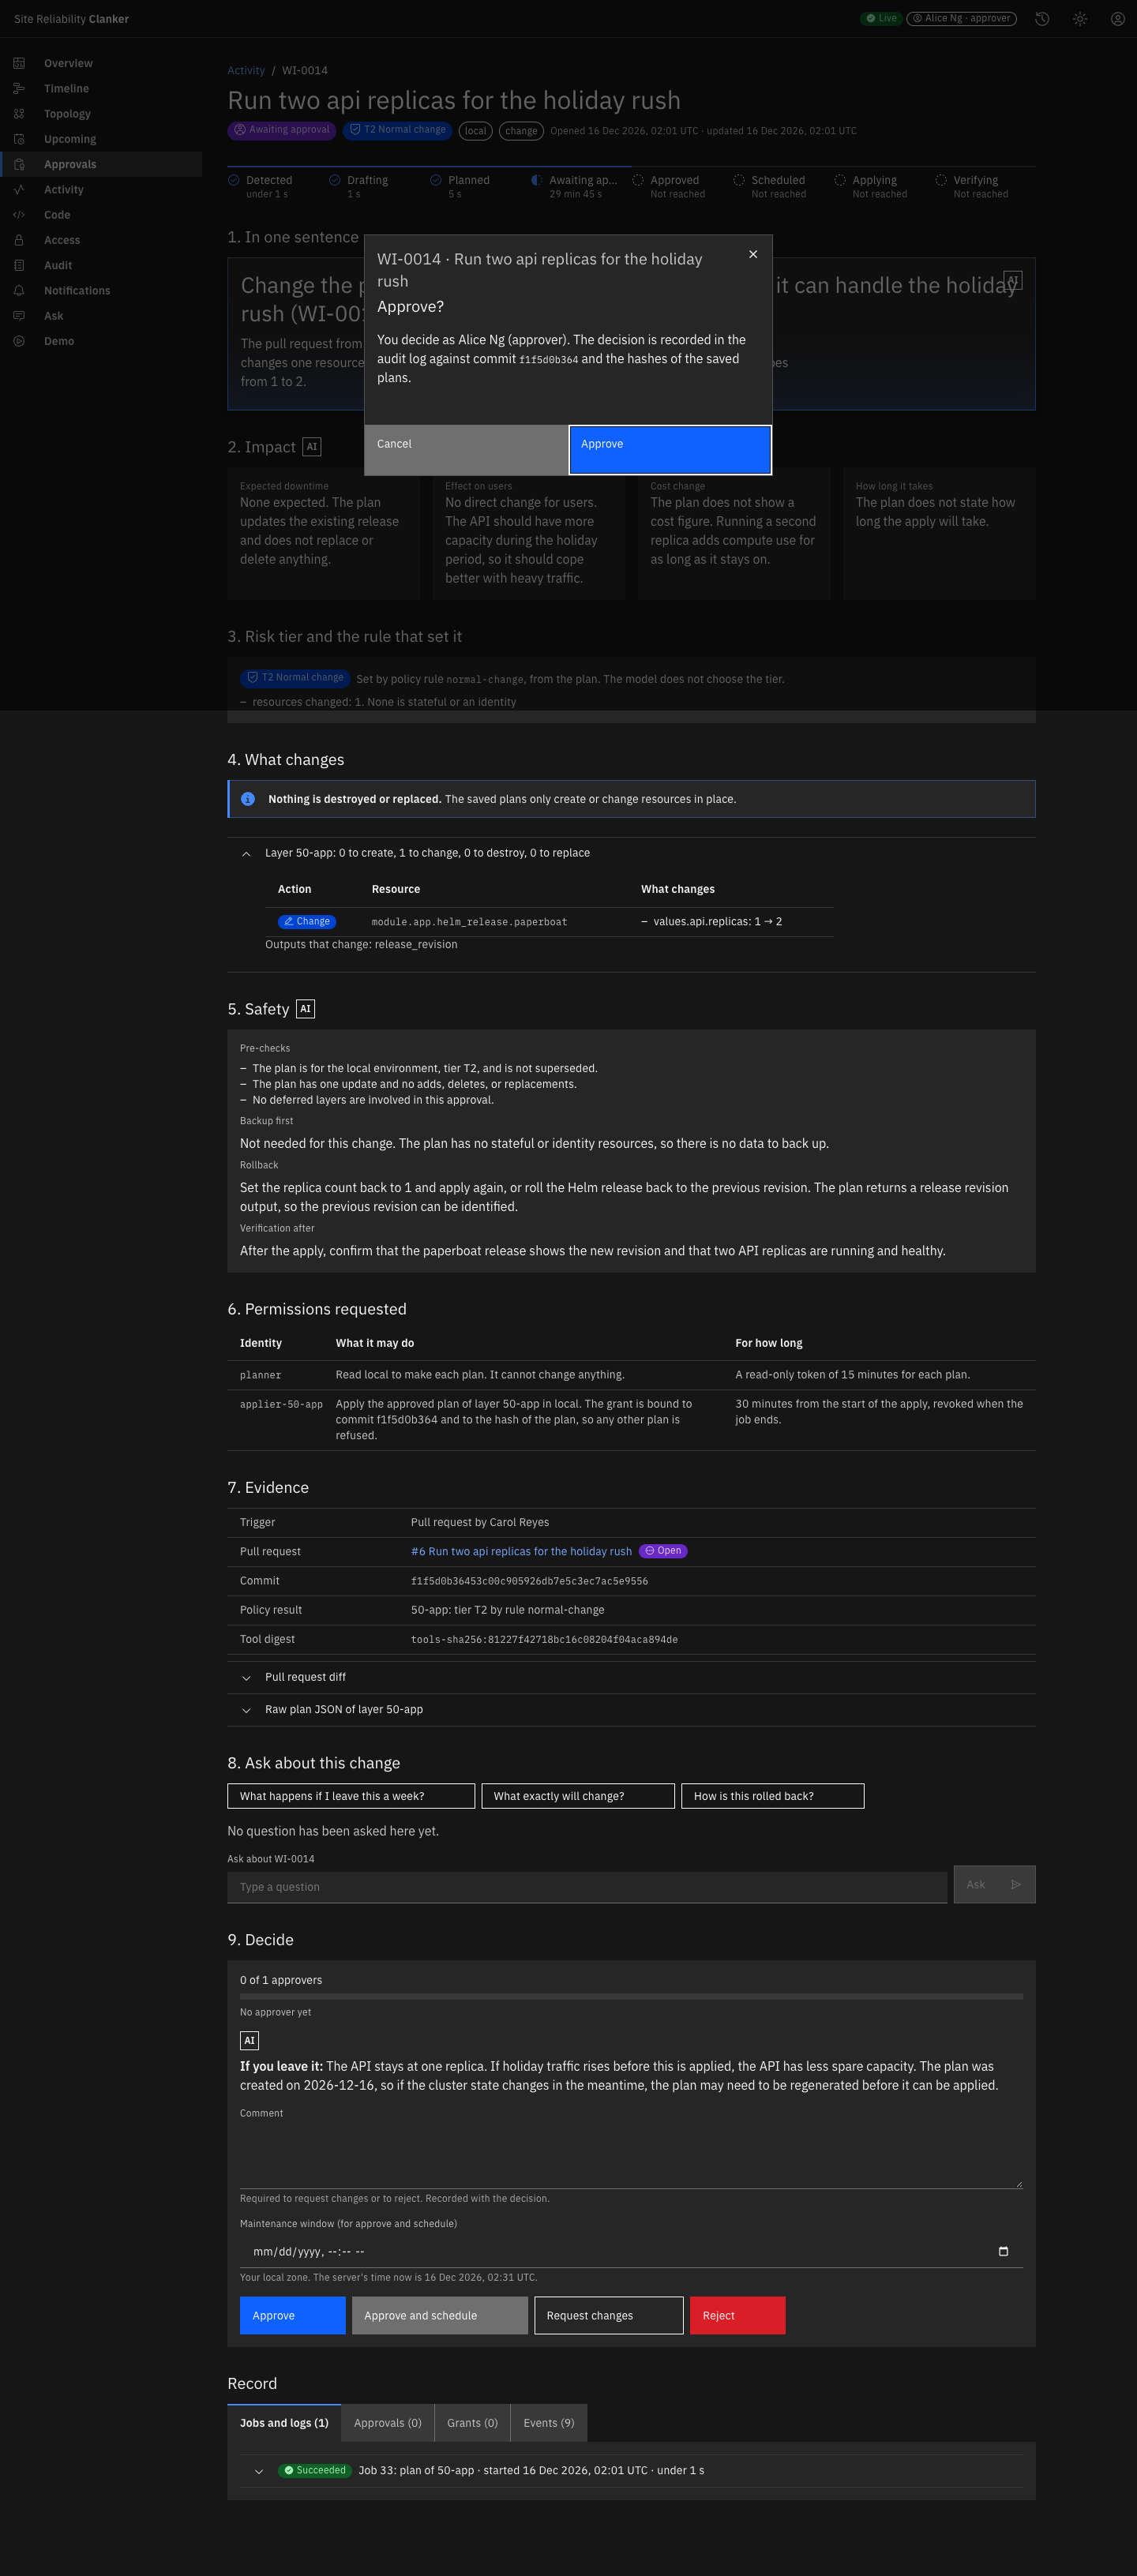 Site Reliability Clanker
Live
Alice Ng · approver
Overview
Timeline
Topology
Upcoming
Approvals
Activity
Code
Access
Audit
Notifications
Ask
Demo
Activity / WI-0014
Run two api replicas for the holiday rush
Awaiting approval
T2 Normal change
local
change
Opened 16 Dec 2026, 02:01 UTC · updated 16 Dec 2026, 02:01 UTC
Detected
under 1 s
Drafting
1 s
Planned
5 s
Awaiting ap...
29 min 45 s
Approved
Not reached
Scheduled
Not reached
Applying
Not reached
Verifying
Not reached
1. In one sentence
Change the
it can handle the holiday
AI
rush (WI-00
The pull request from
changes one resource
from 1 to 2.
WI-0014 · Run two api replicas for the holiday
rush
Approve?
You decide as Alice Ng (approver). The decision is recorded in the
audit log against commit f1f5d0b364 and the hashes of the saved
plans.
Cancel
Approve
2. Impact AI
Expected downtime
None expected. The plan
updates the existing release
and does not replace or
delete anything.
Effect on users
No direct change for users.
The API should have more
capacity during the holiday
period, so it should cope
better with heavy traffic.
Cost change
The plan does not show a
cost figure. Running a second
replica adds compute use for
as long as it stays on.
How long it takes
The plan does not state how
long the apply will take.
3. Risk tier and the rule that set it
T2 Normal change Set by policy rule normal-change, from the plan. The model does not choose the tier.
– resources changed: 1. None is stateful or an identity
4. What changes
Nothing is destroyed or replaced. The saved plans only create or change resources in place.
Layer 50-app: 0 to create, 1 to change, 0 to destroy, 0 to replace
Action Resource What changes
Change module.app.helm_release.paperboat – values.api.replicas: 1 → 2
Outputs that change: release_revision
5. Safety AI
Pre-checks
– The plan is for the local environment, tier T2, and is not superseded.
– The plan has one update and no adds, deletes, or replacements.
– No deferred layers are involved in this approval.
Backup first
Not needed for this change. The plan has no stateful or identity resources, so there is no data to back up.
Rollback
Set the replica count back to 1 and apply again, or roll the Helm release back to the previous revision. The plan returns a release revision
output, so the previous revision can be identified.
Verification after
After the apply, confirm that the paperboat release shows the new revision and that two API replicas are running and healthy.
6. Permissions requested
Identity What it may do For how long
planner Read local to make each plan. It cannot change anything. A read-only token of 15 minutes for each plan.
applier-50-app Apply the approved plan of layer 50-app in local. The grant is bound to
commit f1f5d0b364 and to the hash of the plan, so any other plan is
refused.
30 minutes from the start of the apply, revoked when the
job ends.
7. Evidence
Trigger Pull request by Carol Reyes
Pull request #6 Run two api replicas for the holiday rush Open
Commit f1f5d0b36453c00c905926db7e5c3ec7ac5e9556
Policy result 50-app: tier T2 by rule normal-change
Tool digest tools-sha256:81227f42718bc16c08204f04aca894de
Pull request diff
Raw plan JSON of layer 50-app
8. Ask about this change
What happens if I leave this a week?
What exactly will change?
How is this rolled back?
No question has been asked here yet.
Ask about WI-0014
Type a question
Ask
9. Decide
0 of 1 approvers
No approver yet
AI
If you leave it: The API stays at one replica. If holiday traffic rises before this is applied, the API has less spare capacity. The plan was
created on 2026-12-16, so if the cluster state changes in the meantime, the plan may need to be regenerated before it can be applied.
Comment
Required to request changes or to reject. Recorded with the decision.
Maintenance window (for approve and schedule)
mm/dd/yyyy, --:-- --
Your local zone. The server's time now is 16 Dec 2026, 02:31 UTC.
Approve
Approve and schedule
Request changes
Reject
Record
Jobs and logs (1)
Approvals (0)
Grants (0)
Events (9)
Succeeded Job 33: plan of 50-app · started 16 Dec 2026, 02:01 UTC · under 1 s